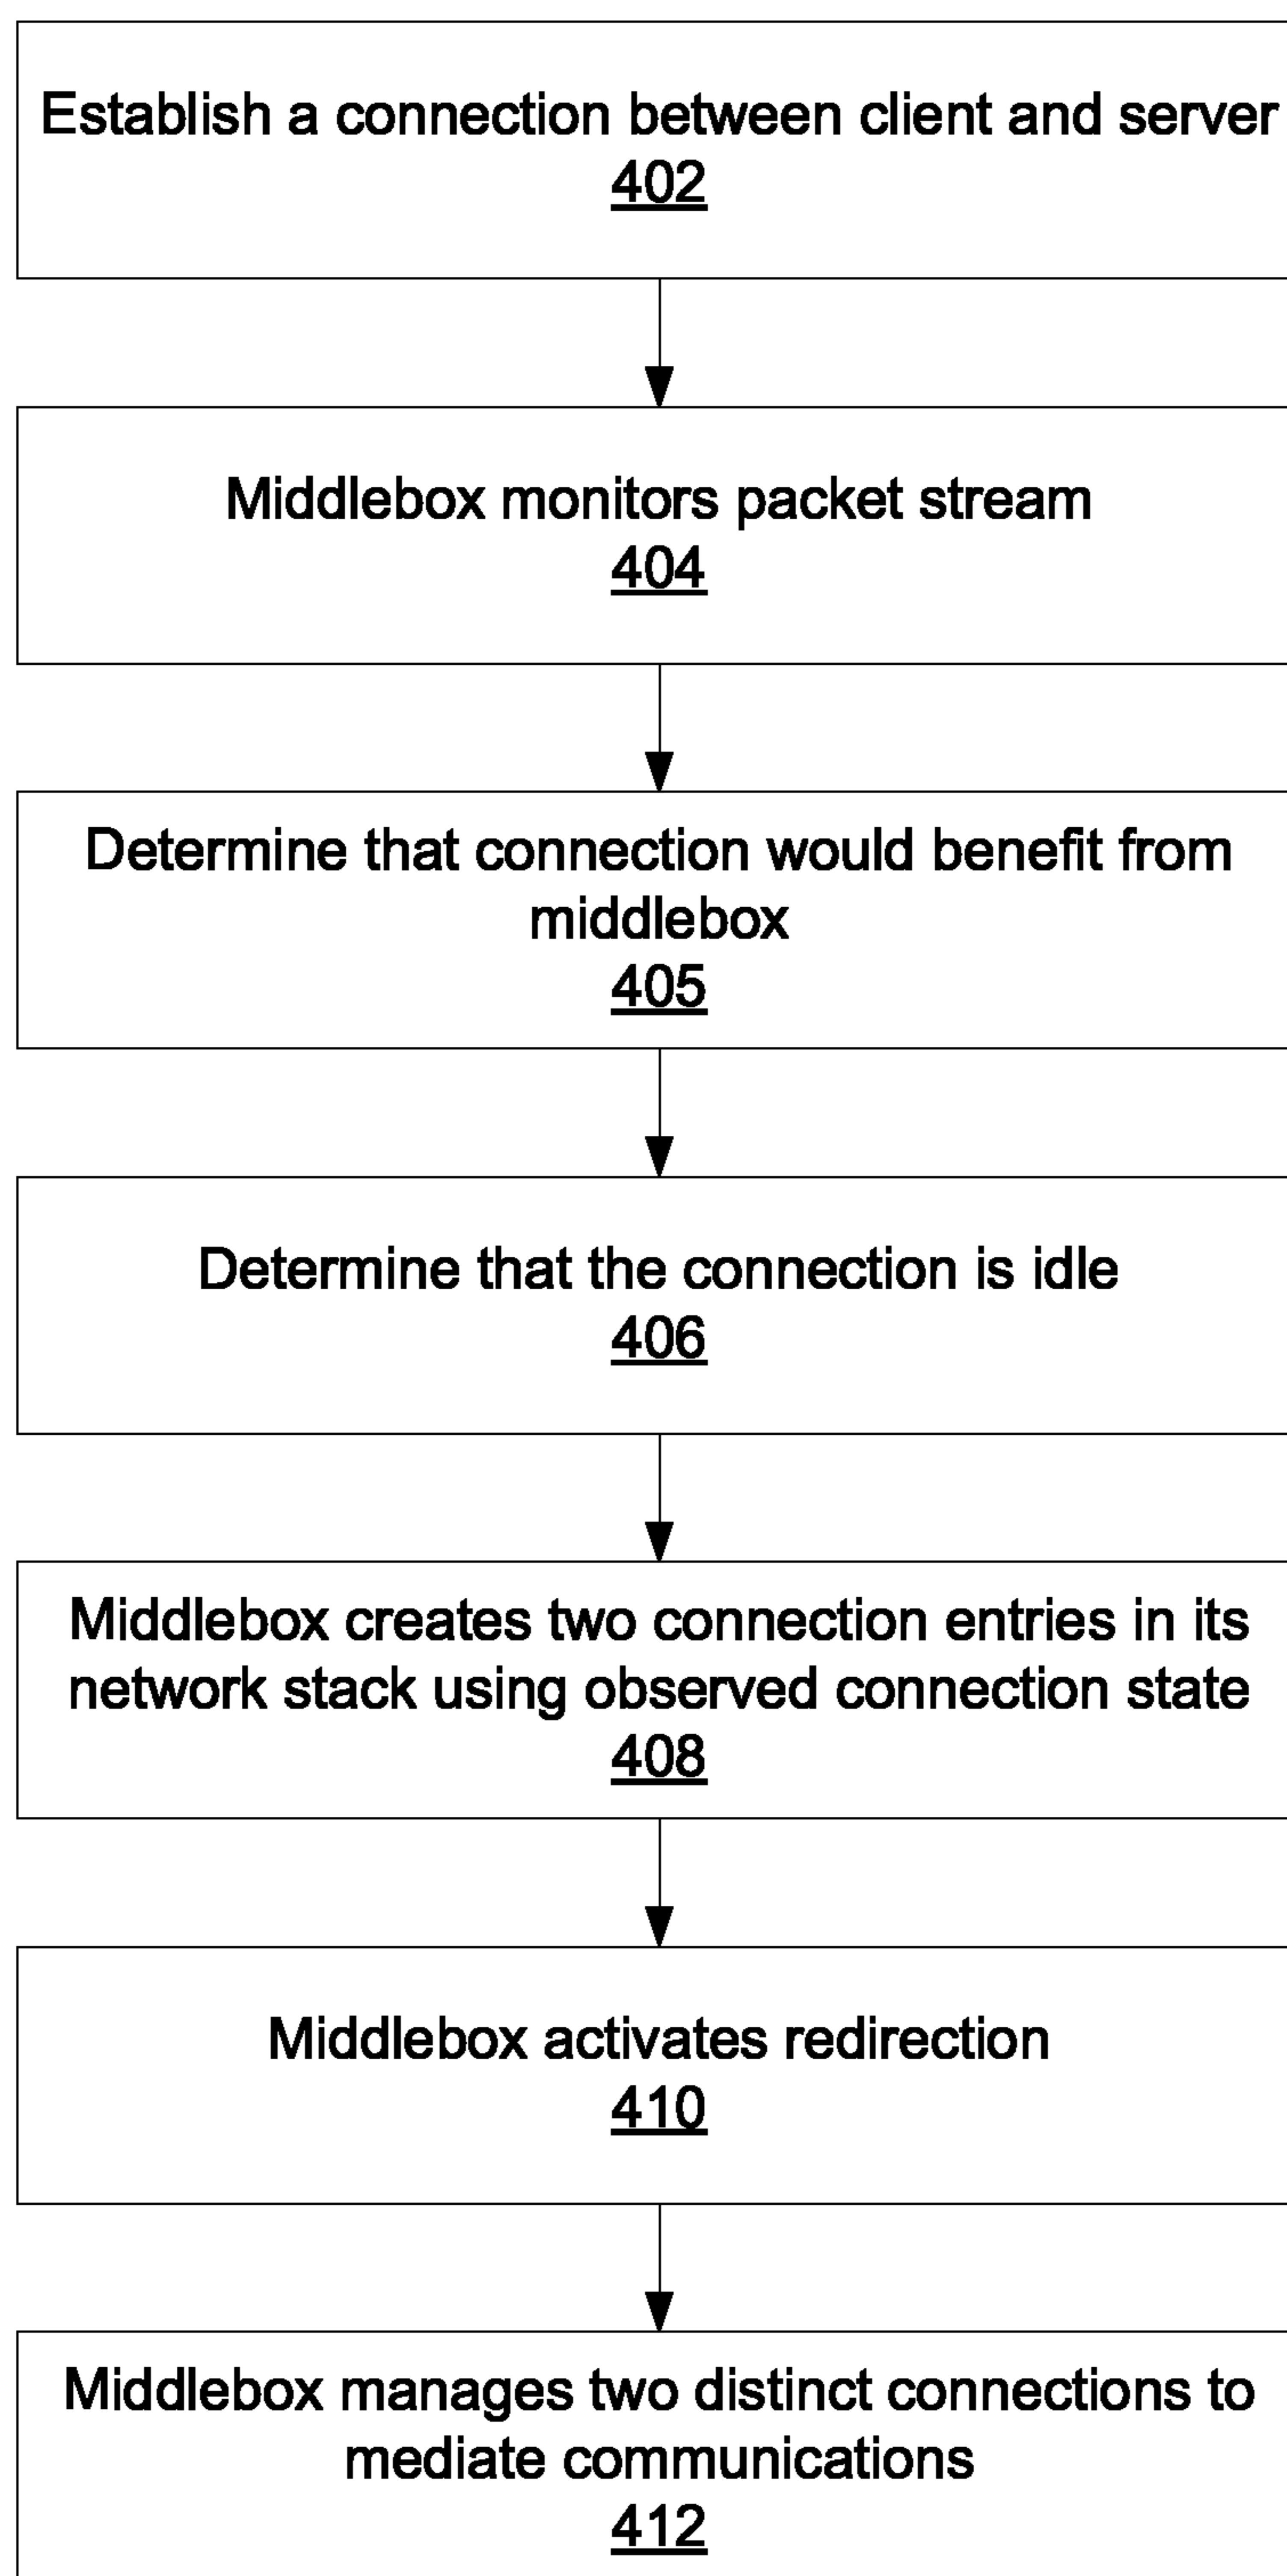 Establish a connection between client and server
402
Middlebox monitors packet stream
404
Determine that connection would benefit from
middlebox
405
Determine that the connection is idle
406
Middlebox creates two connection entries in its
network stack using observed connection state
408
Middlebox activates redirection
410
Middlebox manages two distinct connections to
mediate communications
412